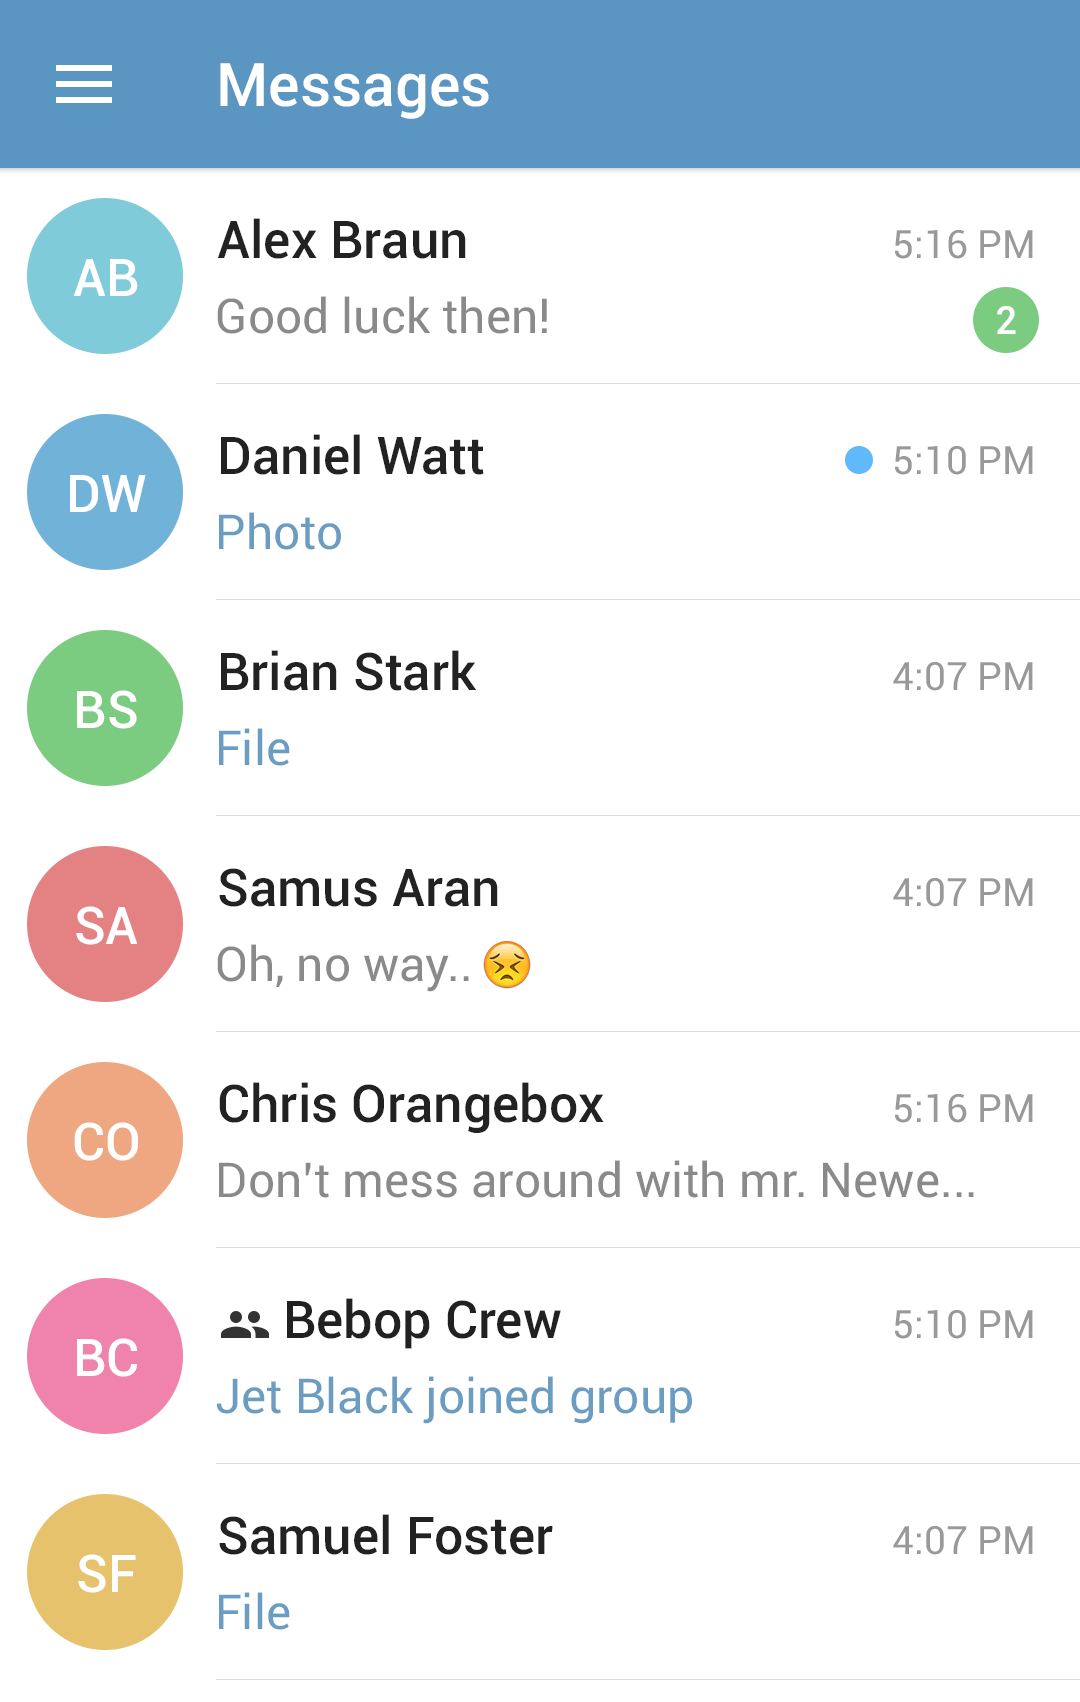 Messages
AB
Alex Braun
5:16 PM
Good luck then!
2
DW
Daniel Watt
5:10 PM
Photo
BS
Brian Stark
4:07 PM
File
SA
Samus Aran
4:07 PM
Oh, no way.. 😣
CO
Chris Orangebox
5:16 PM
Don't mess around with mr. Newe...
BC
Bebop Crew
5:10 PM
Jet Black joined group
SF
Samuel Foster
4:07 PM
File